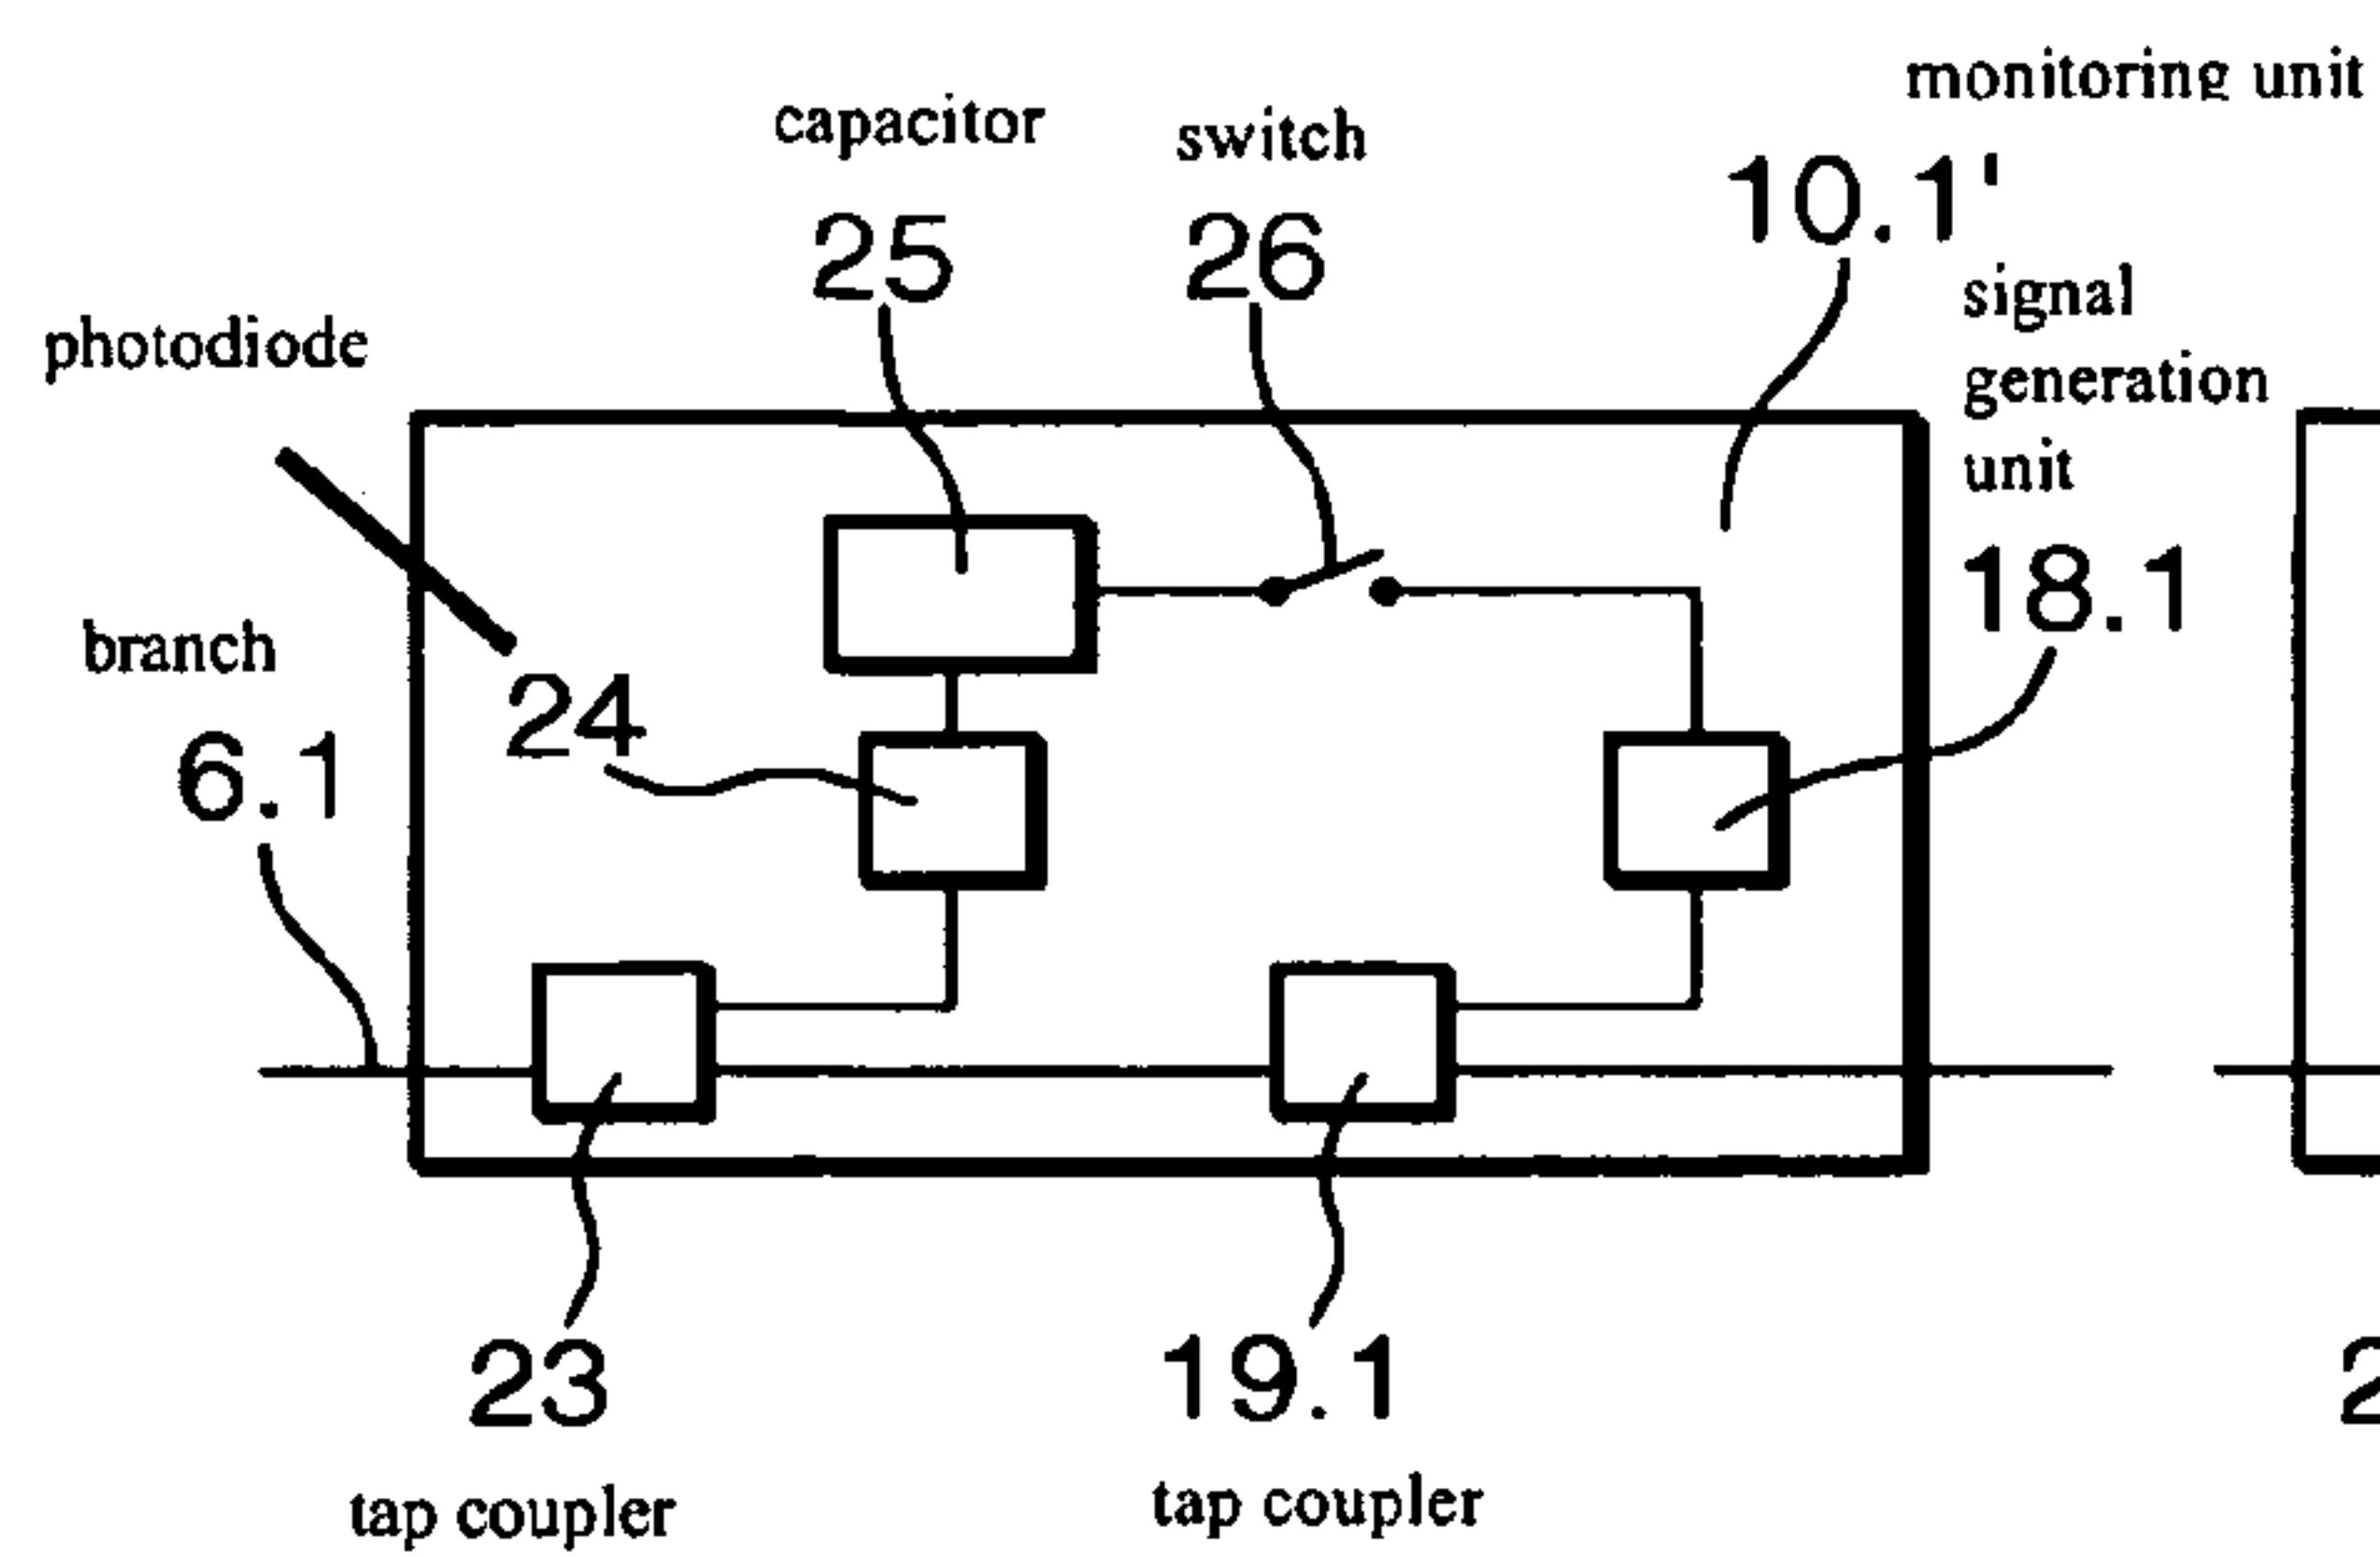 monitoring unit
capacitor
switch
10.1'
25
26
signal
generation
unit
photodiode
18.1
branch
24
6.1
23
19.1
tap coupler
tap coupler